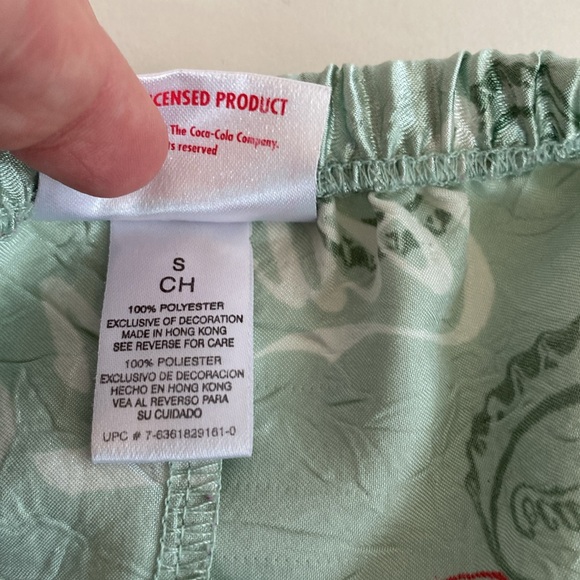 CENSED PRODUCT
The Coca-Cola Company.
ts reserved
S
CH
100% POLYESTER
EXCLUSIVE OF DECORATION
MADE IN HONG KONG
SEE REVERSE FOR CARE
100% POLIESTER
EXCLUSIVO DE DECORACION
HECHO EN HONG KONG
VEA AL REVERSO PARA
SU CUIDADO
UPC # 7-6361829161-0